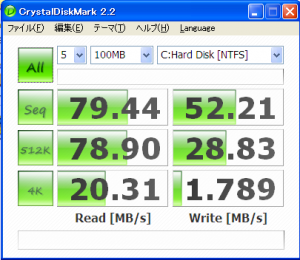 CrystalDiskMark 2.2
ファイル(F) 編集(E) テーマ(T) ヘルプ(H) Language
All 5 100MB C:Hard Disk [NTFS]
Seq 79.44 52.21
512K 78.90 28.83
4K 20.31 1.789
Read [MB/s] Write [MB/s]